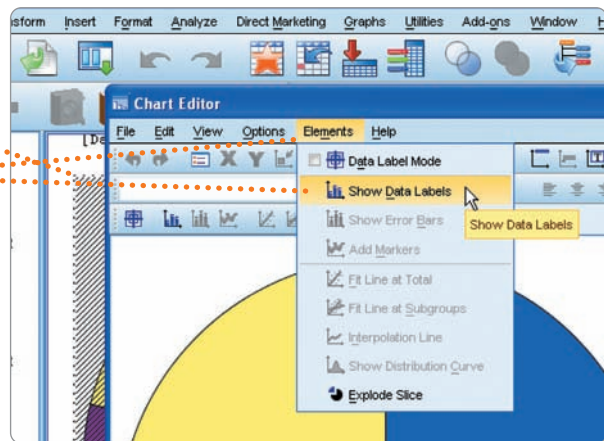 Insert Format Analyze Direct Marketing Graphs Utilities Add-ons Window
Chart Editor
File Edit View Options Elements Help
Data Label Mode
Show Data Labels
Show Error Bars
Show Data Labels
Add Markers
Fit Line at Total
Fit Line at Subgroups
Interpolation Line
Show Distribution Curve
Explode Slice